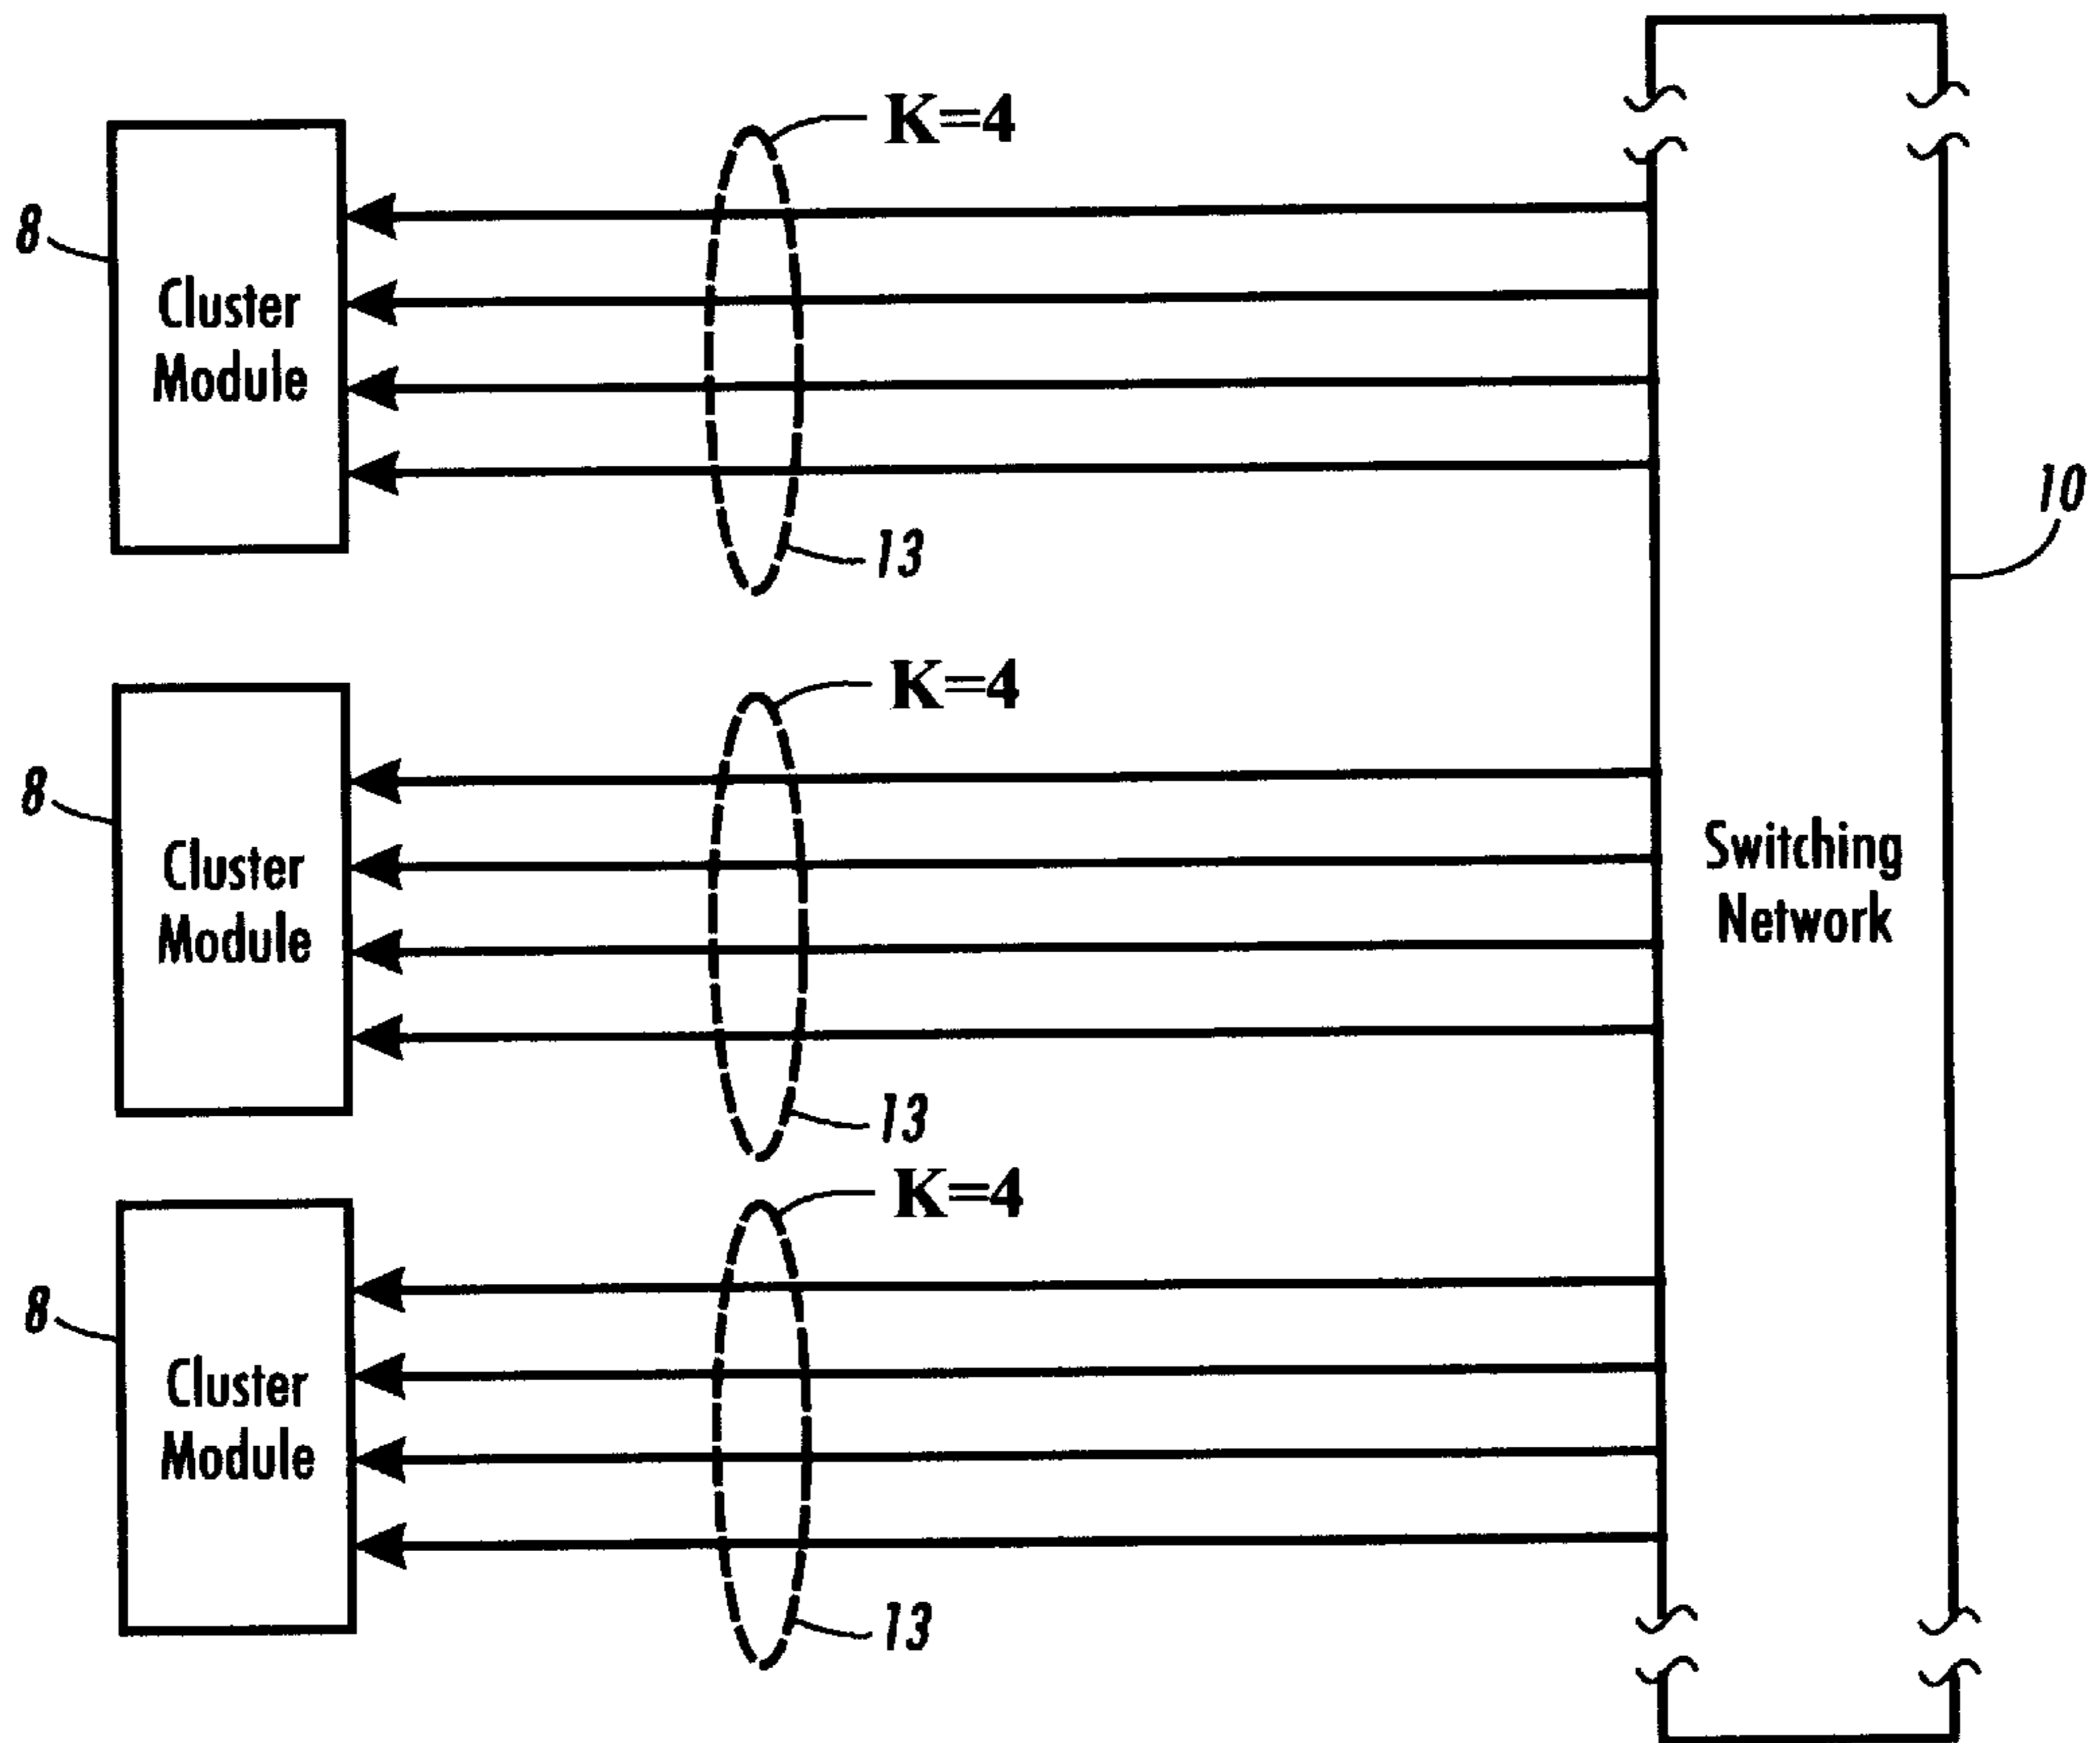 K=4
8
Cluster
Module
13
10
K=4
8
Cluster
Module
Switching
Network
13
K=4
8
Cluster
Module
13